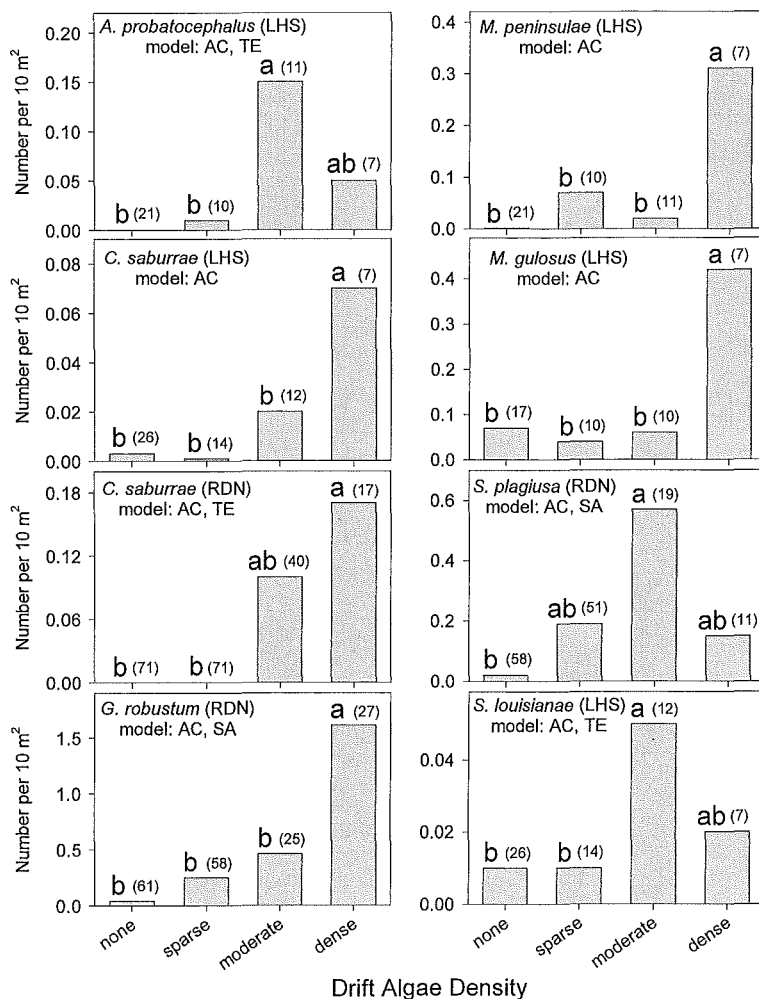 A. probatocephalus (LHS)
model: AC, TE
Number per 10 m²
0.20
0.15
0.10
0.05
0.00
b (21)
b (10)
a (11)
ab (7)
M. peninsulae (LHS)
model: AC
0.4
0.3
0.2
0.1
0.0
b (21)
b (10)
b (11)
a (7)
C. saburrae (LHS)
model: AC
Number per 10 m²
0.08
0.06
0.04
0.02
0.00
b (26)
b (14)
b (12)
a (7)
M. gulosus (LHS)
model: AC
0.4
0.3
0.2
0.1
0.0
b (17)
b (10)
b (10)
a (7)
C. saburrae (RDN)
model: AC, TE
Number per 10 m²
0.18
0.12
0.06
0.00
b (71)
b (71)
ab (40)
a (17)
S. plagiusa (RDN)
model: AC, SA
0.6
0.4
0.2
0.0
b (58)
ab (51)
a (19)
ab (11)
G. robustum (RDN)
model: AC, SA
Number per 10 m²
1.5
1.0
0.5
0.0
b (61)
b (58)
b (25)
a (27)
none
sparse
moderate
dense
S. louisianae (LHS)
model: AC, TE
0.04
0.02
0.00
b (26)
b (14)
a (12)
ab (7)
none
sparse
moderate
dense
Drift Algae Density